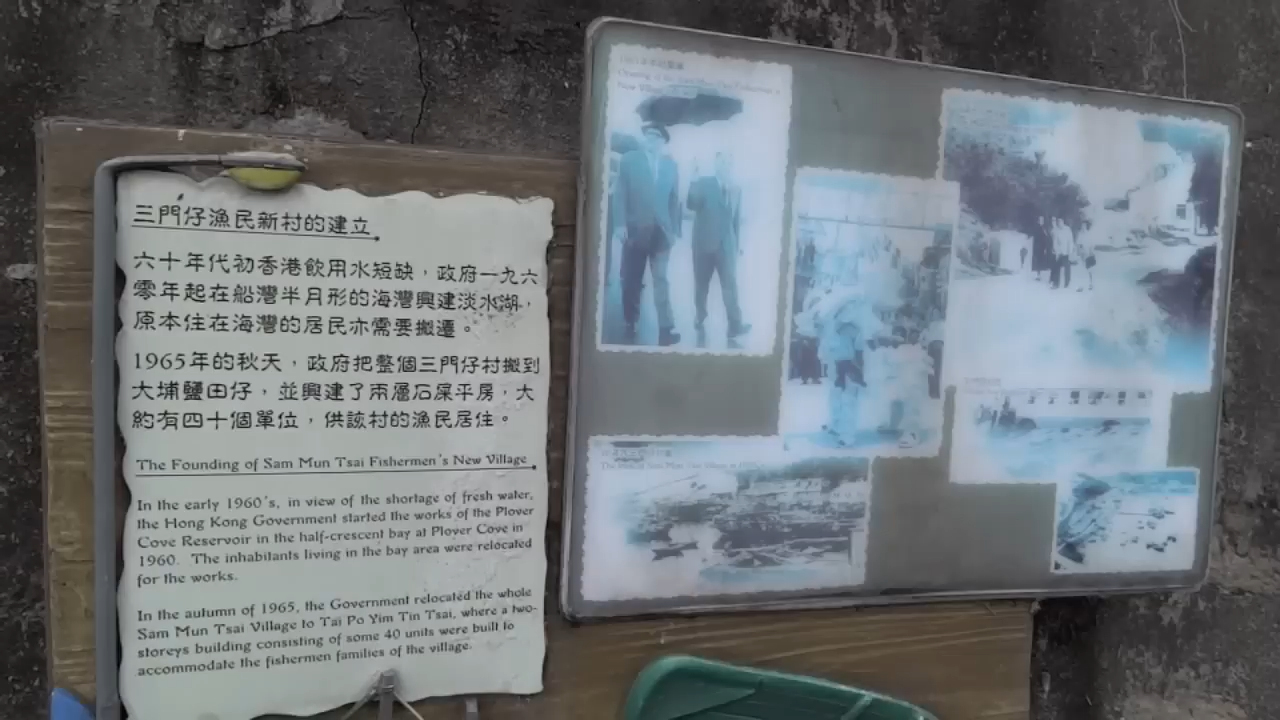 三門仔漁民新村的建立
六十年代初香港飲用水短缺，政府一九六
零年起在船灣半月形的海灣興建淡水湖，
原本住在海灣的居民亦需要搬遷。
1965年的秋天，政府把整個三門仔村搬到
大埔鹽田仔，並興建了兩層石屎平房，大
約有四十個單位，供該村的漁民居住。
The Founding of Sam Mun Tsai Fishermen's New Village
In the early 1960's, in view of the shortage of fresh water,
the Hong Kong Government started the works of the Plover
Cove Reservoir in the half-crescent bay at Plover Cove in
1960. The inhabitants living in the bay area were relocated
for the works.
In the autumn of 1965, the Government relocated the whole
Sam Mun Tsai Village to Tai Po Yim Tin Tsai, where a two-
storeys building consisting of some 40 units were built to
accommodate the fishermen families of the village.
Opening of the Sam Mun Tsai Fishermen's
New Village